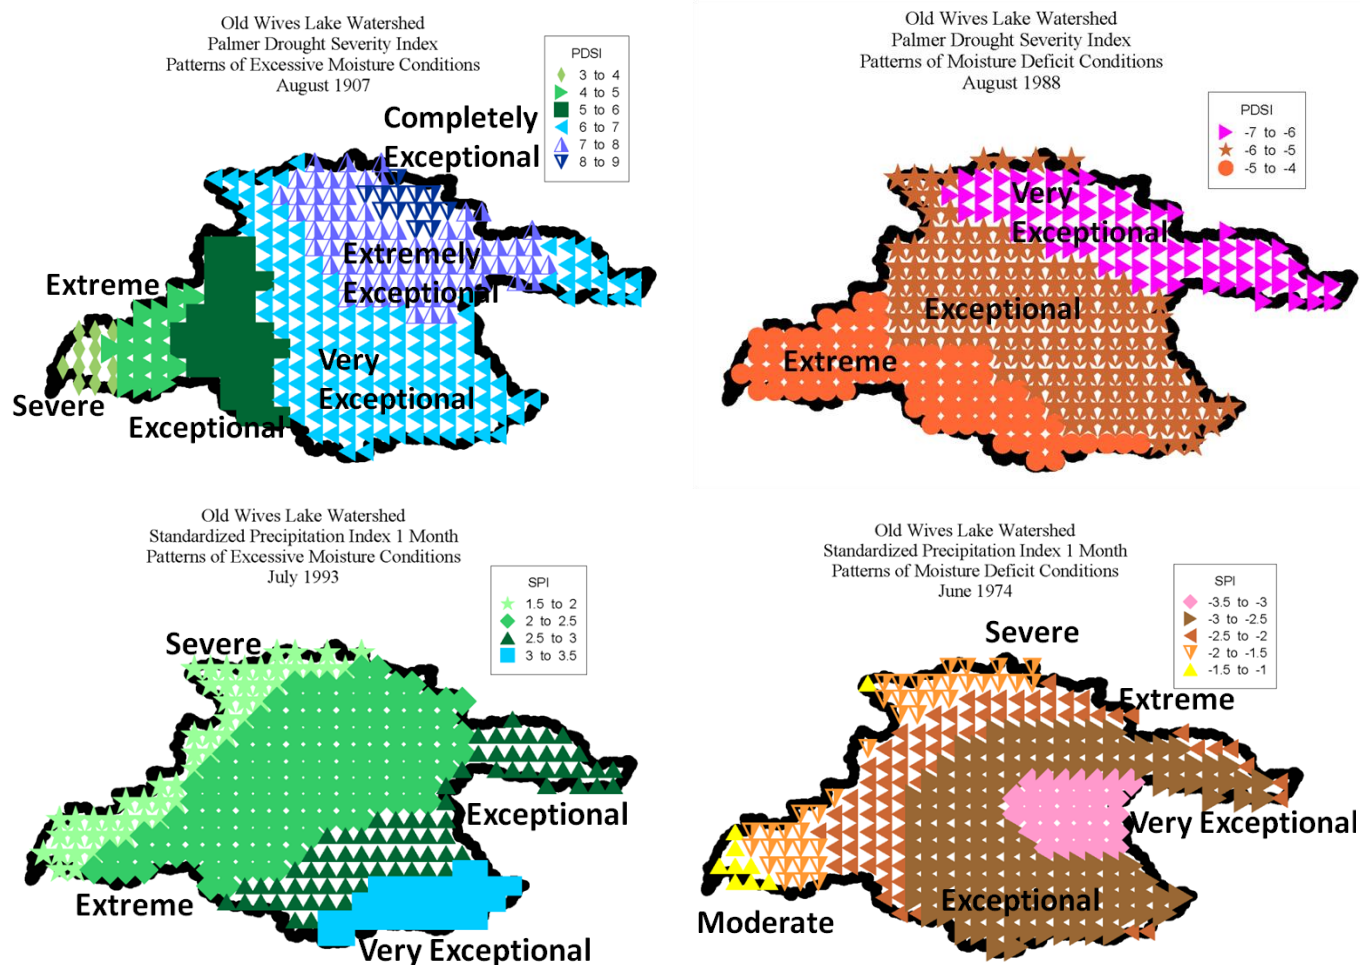 Old Wives Lake Watershed
Palmer Drought Severity Index
Patterns of Excessive Moisture Conditions
August 1907
PDSI
3 to 4
4 to 5
5 to 6
6 to 7
7 to 8
8 to 9
Completely
Exceptional
Extremely
Exceptional
Extreme
Very
Exceptional
Severe
Exceptional
Old Wives Lake Watershed
Palmer Drought Severity Index
Patterns of Moisture Deficit Conditions
August 1988
PDSI
-7 to -6
-6 to -5
-5 to -4
Very
Exceptional
Exceptional
Extreme
Old Wives Lake Watershed
Standardized Precipitation Index 1 Month
Patterns of Excessive Moisture Conditions
July 1993
SPI
1.5 to 2
2 to 2.5
2.5 to 3
3 to 3.5
Severe
Exceptional
Extreme
Very Exceptional
Old Wives Lake Watershed
Standardized Precipitation Index 1 Month
Patterns of Moisture Deficit Conditions
June 1974
SPI
-3.5 to -3
-3 to -2.5
-2.5 to -2
-2 to -1.5
-1.5 to -1
Severe
Extreme
Very Exceptional
Exceptional
Moderate